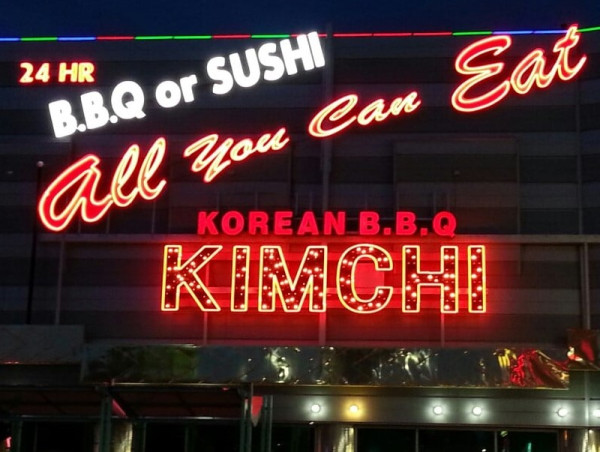 24 HR
B.B.Q or SUSHI
All You Can Eat
KOREAN B.B.Q
KIMCHI